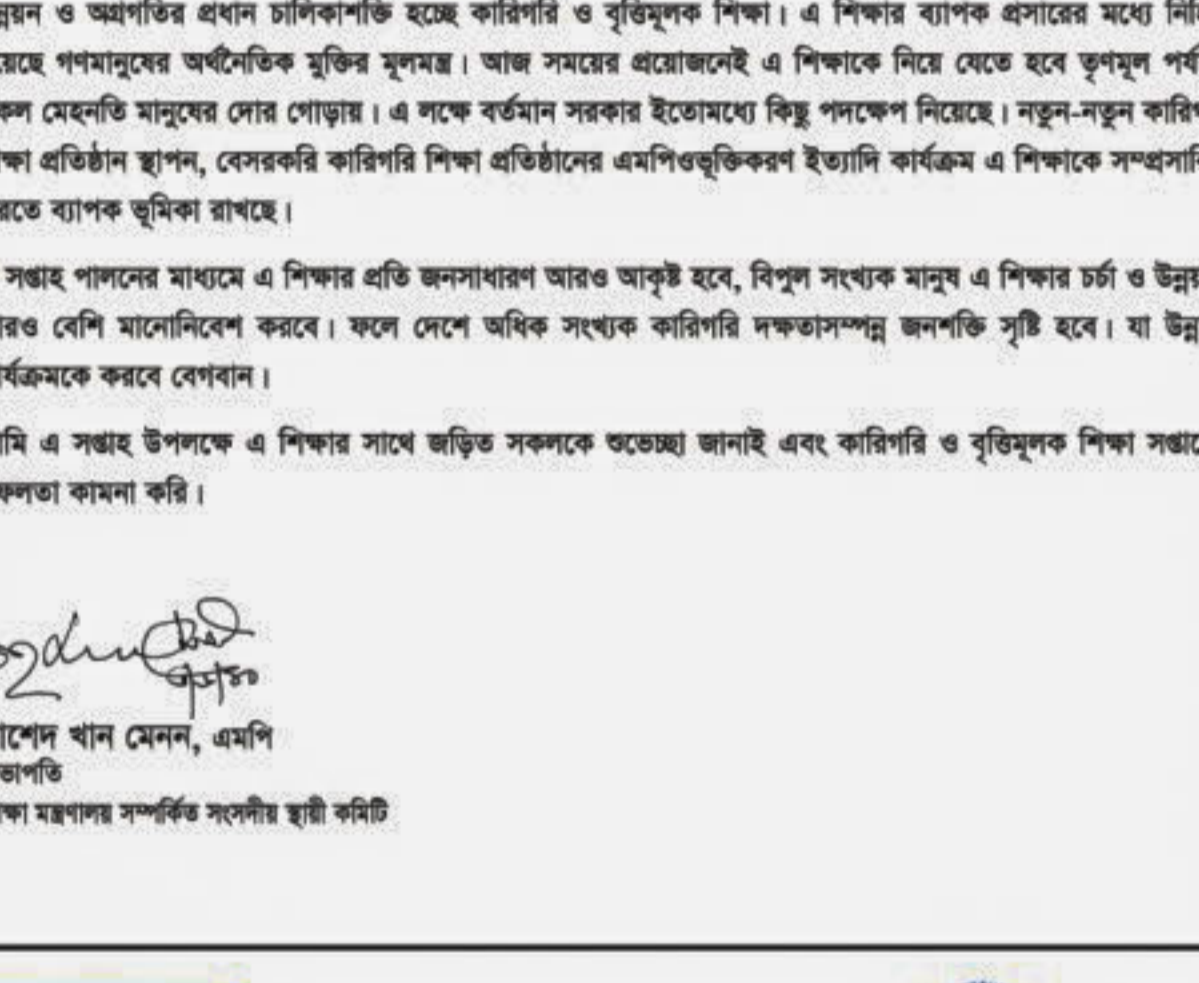 ন্নয়ন ও অগ্রগতির প্রধান চালিকাশক্তি হচ্ছে কারিগরি ও বৃত্তিমূলক শিক্ষা। এ শিক্ষার ব্যাপক প্রসারের মধ্যে নিহি
য়েছে গণমানুষের অর্থনৈতিক মুক্তির মূলমন্ত্র। আজ সময়ের প্রয়োজনেই এ শিক্ষাকে নিয়ে যেতে হবে তৃণমূল পর্যা
কল মেহনতি মানুষের দোর গোড়ায়। এ লক্ষে বর্তমান সরকার ইতোমধ্যে কিছু পদক্ষেপ নিয়েছে। নতুন-নতুন কারিগ
ক্ষা প্রতিষ্ঠান স্থাপন, বেসরকরি কারিগরি শিক্ষা প্রতিষ্ঠানের এমপিওভূক্তিকরণ ইত্যাদি কার্যক্রম এ শিক্ষাকে সম্প্রসারি
রতে ব্যাপক ভূমিকা রাখছে।
সপ্তাহ পালনের মাধ্যমে এ শিক্ষার প্রতি জনসাধারণ আরও আকৃষ্ট হবে, বিপুল সংখ্যক মানুষ এ শিক্ষার চর্চা ও উন্নয়
রও বেশি মানোনিবেশ করবে। ফলে দেশে অধিক সংখ্যক কারিগরি দক্ষতাসম্পন্ন জনশক্তি সৃষ্টি হবে। যা উন্ন
র্যক্রমকে করবে বেগবান।
মি এ সপ্তাহ উপলক্ষে এ শিক্ষার সাথে জড়িত সকলকে শুভেচ্ছা জানাই এবং কারিগরি ও বৃত্তিমূলক শিক্ষা সপ্তাহে
ফলতা কামনা করি।
াশেদ খান মেনন, এমপি
ভাপতি
ক্ষা মন্ত্রণালয় সম্পর্কিত সংসদীয় স্থায়ী কমিটি